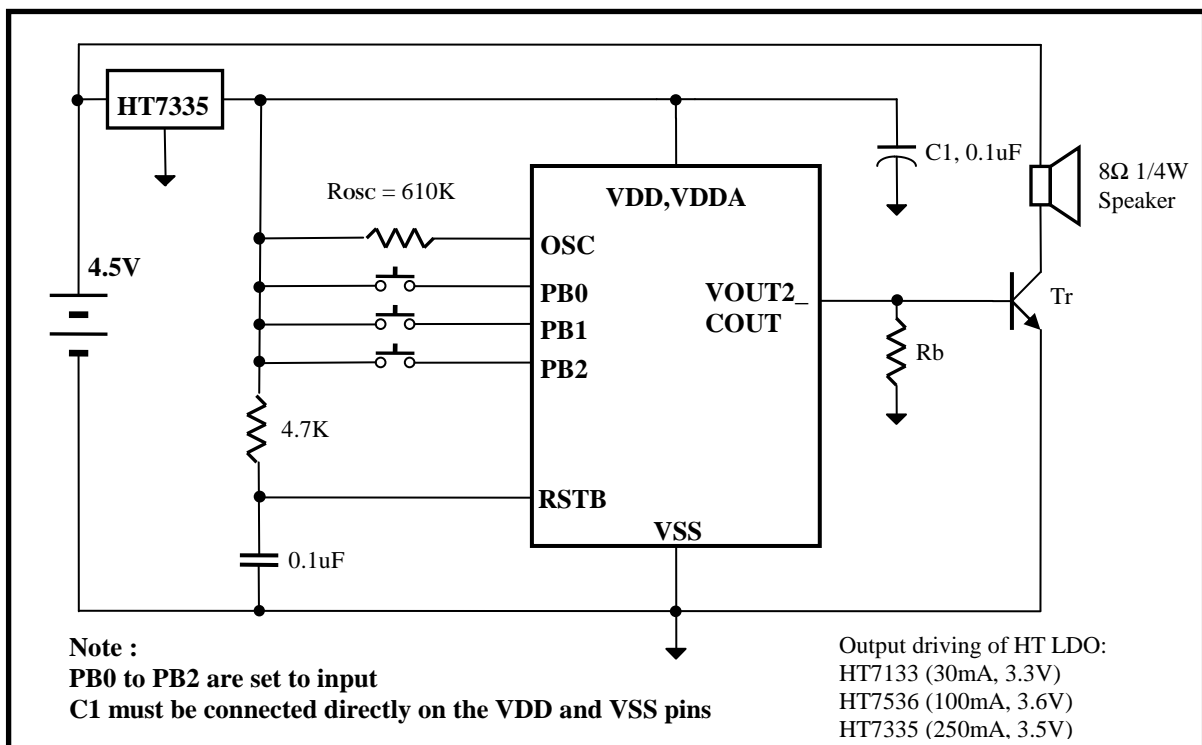 HT7335
C1, 0.1uF
8Ω 1/4W
Speaker
Rosc = 610K
VDD,VDDA
OSC
4.5V
PB0
VOUT2_
COUT
Tr
PB1
PB2
Rb
4.7K
RSTB
VSS
0.1uF
Note :
PB0 to PB2 are set to input
C1 must be connected directly on the VDD and VSS pins
Output driving of HT LDO:
HT7133 (30mA, 3.3V)
HT7536 (100mA, 3.6V)
HT7335 (250mA, 3.5V)